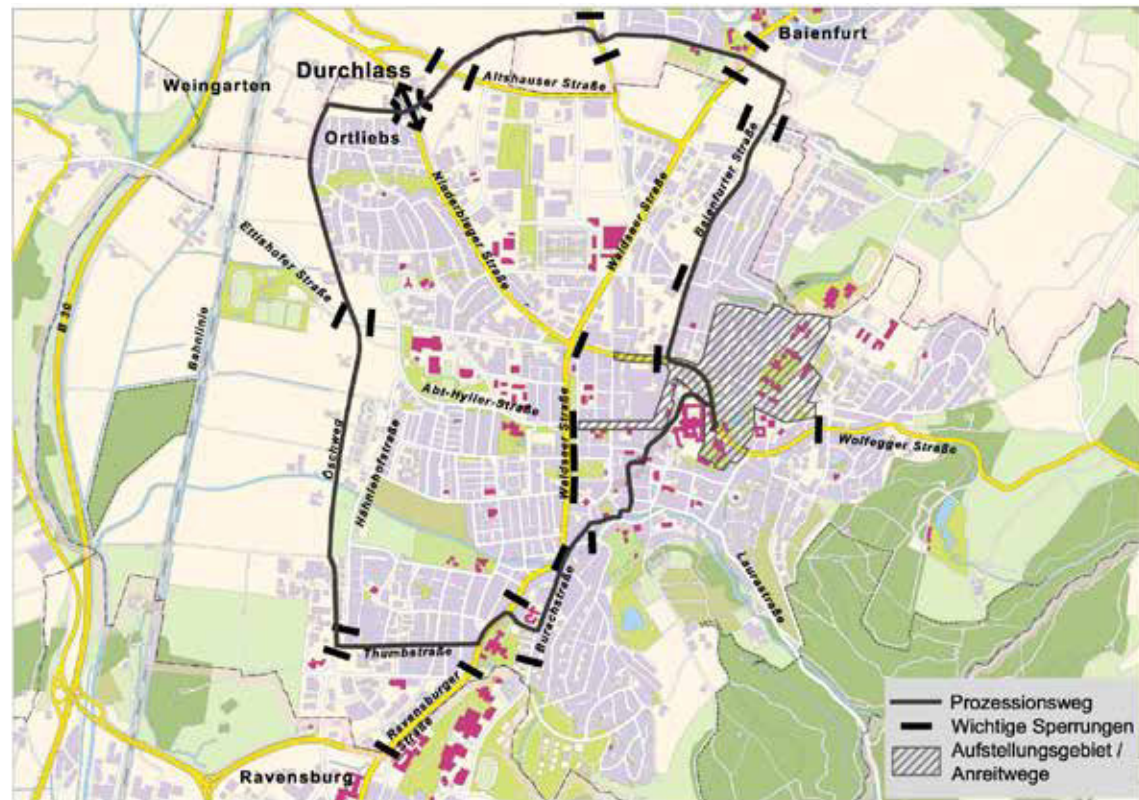 Baienfurt
Weingarten
Durchlass
Altshauser Straße
Ortliebs
Niederbieger Straße
Waldseer Straße
Baienfurter Straße
Ettishofer Straße
B 30
Bahnlinie
Abt-Hyller-Straße
Waldseer Straße
Wolfegger Straße
Öschweg
Hähnlehofstraße
Laurastraße
Burachstraße
Thumbstraße
Ravensburger
Straße
Ravensburg
Prozessionsweg
Wichtige Sperrungen
Aufstellungsgebiet /
Anreitwege